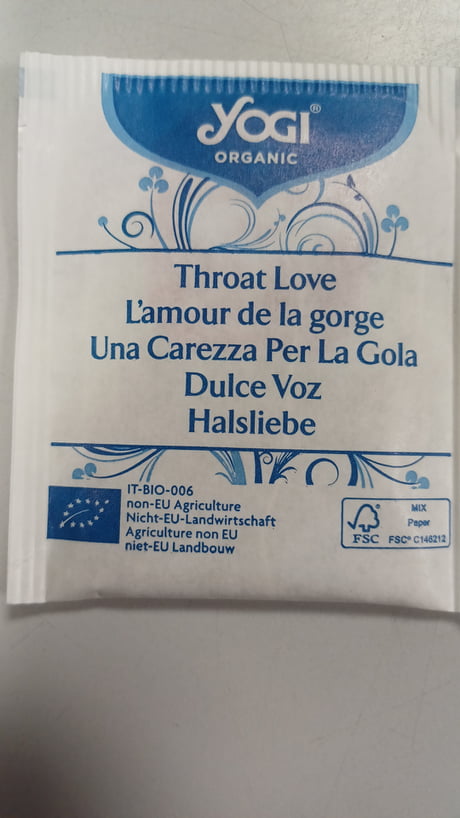 YOGI®
ORGANIC
Throat Love
L'amour de la gorge
Una Carezza Per La Gola
Dulce Voz
Halsliebe
IT-BIO-006
non-EU Agriculture
Nicht-EU-Landwirtschaft
Agriculture non EU
niet-EU Landbouw
FSC
MIX
Paper
FSC® C146212